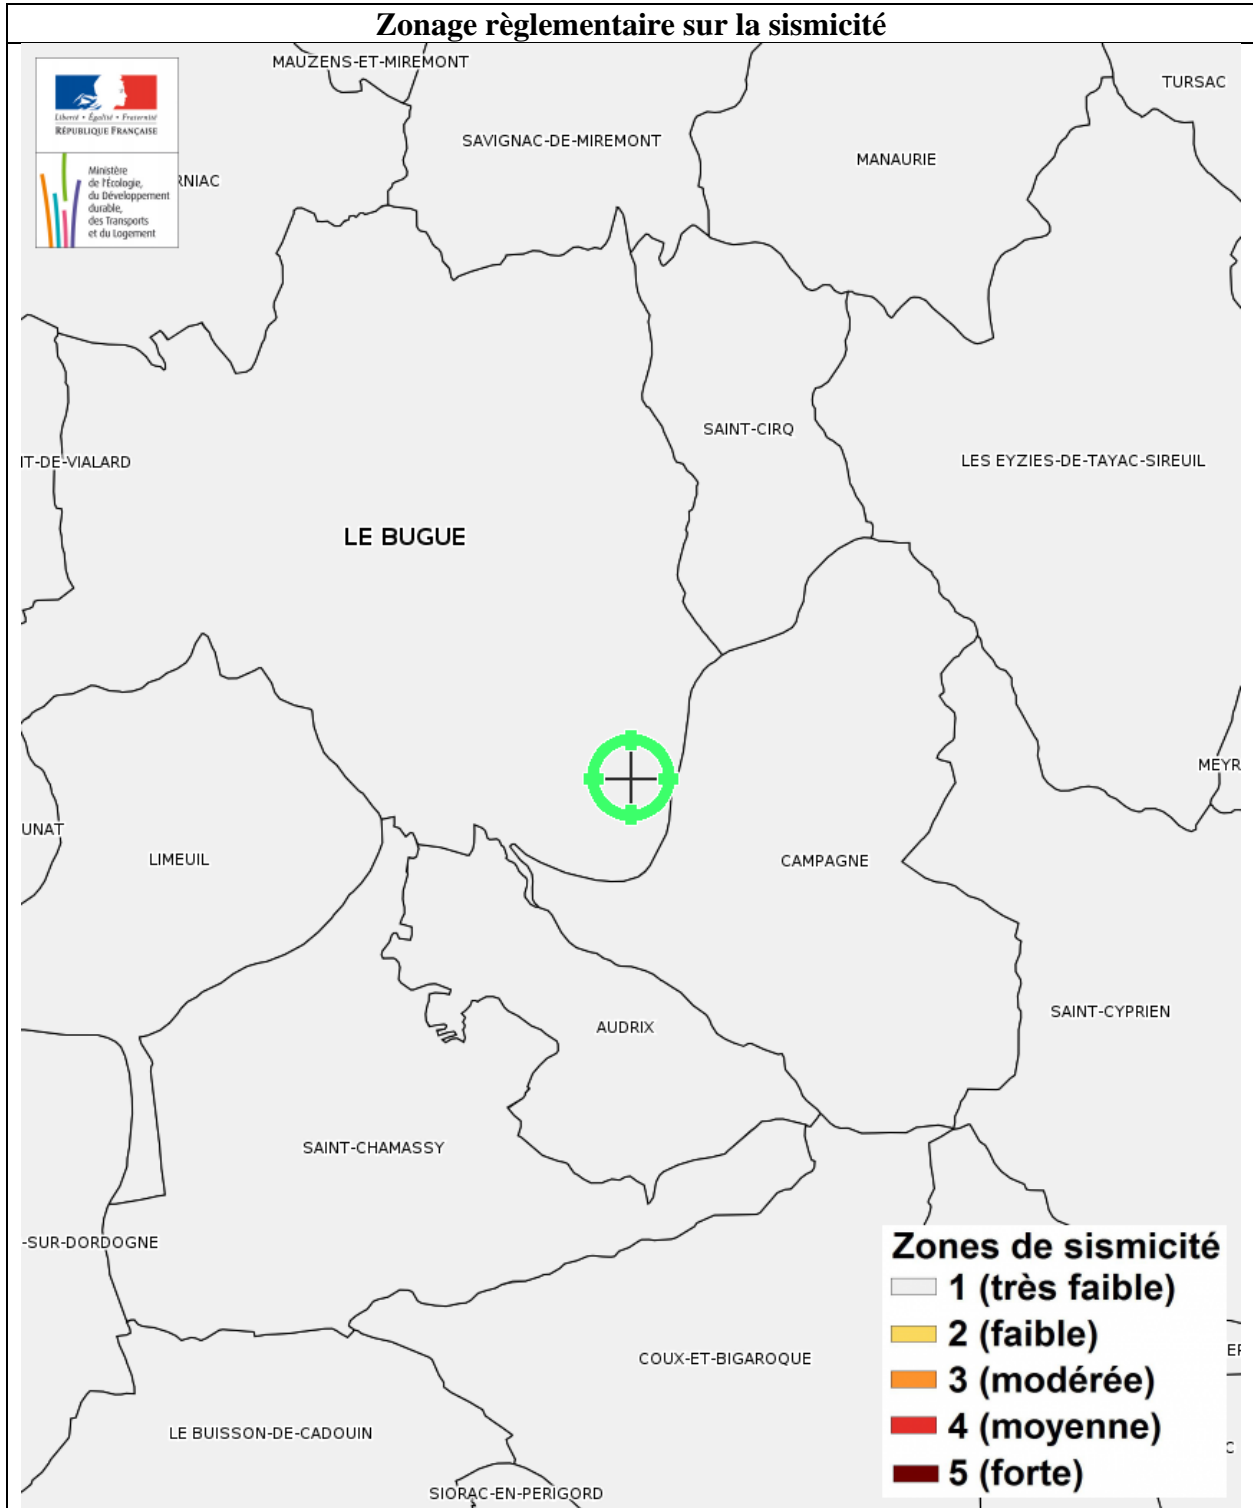 Zonage règlementaire sur la sismicité
MAUZENS-ET-MIREMONT
TURSAC
Liberté • Égalité • Fraternité
RÉPUBLIQUE FRANÇAISE
SAVIGNAC-DE-MIREMONT
MANAURIE
Ministère
de l'Écologie,
du Développement
durable,
des Transports
et du Logement
RNIAC
SAINT-CIRQ
IT-DE-VIALARD
LES EYZIES-DE-TAYAC-SIREUIL
LE BUGUE
MEYR
UNAT
LIMEUIL
CAMPAGNE
SAINT-CYPRIEN
AUDRIX
SAINT-CHAMASSY
-SUR-DORDOGNE
Zones de sismicité
1 (très faible)
2 (faible)
3 (modérée)
4 (moyenne)
5 (forte)
COUX-ET-BIGAROQUE
LE BUISSON-DE-CADOUIN
SIORAC-EN-PERIGORD